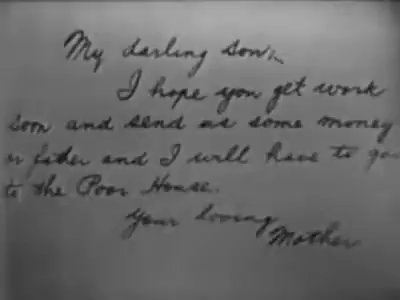 My darling Son:-
I hope you get work
soon and send us some money
or father and I will have to go
to the Poor House.
Your loving
Mother